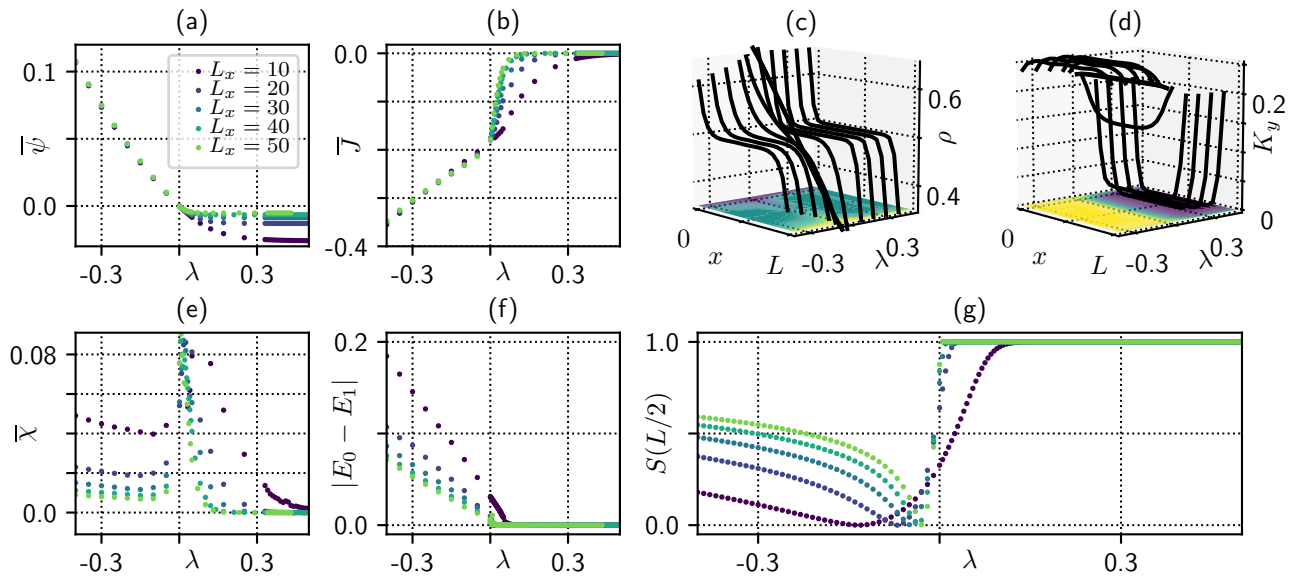 (a)
0.1
0.0
ψ
-0.3
λ
0.3
L_x = 10
L_x = 20
L_x = 30
L_x = 40
L_x = 50
(b)
0.0
-0.4
J
-0.3
λ
0.3
(c)
0.6
0.4
ρ
0
x
L
-0.3
λ
0.3
(d)
0.2
0
K_y
0
x
L
-0.3
λ
0.3
(e)
0.08
0.0
χ
-0.3
λ
0.3
(f)
0.2
0.0
|E_0 − E_1|
-0.3
λ
0.3
(g)
1.0
0.0
S(L/2)
-0.3
λ
0.3